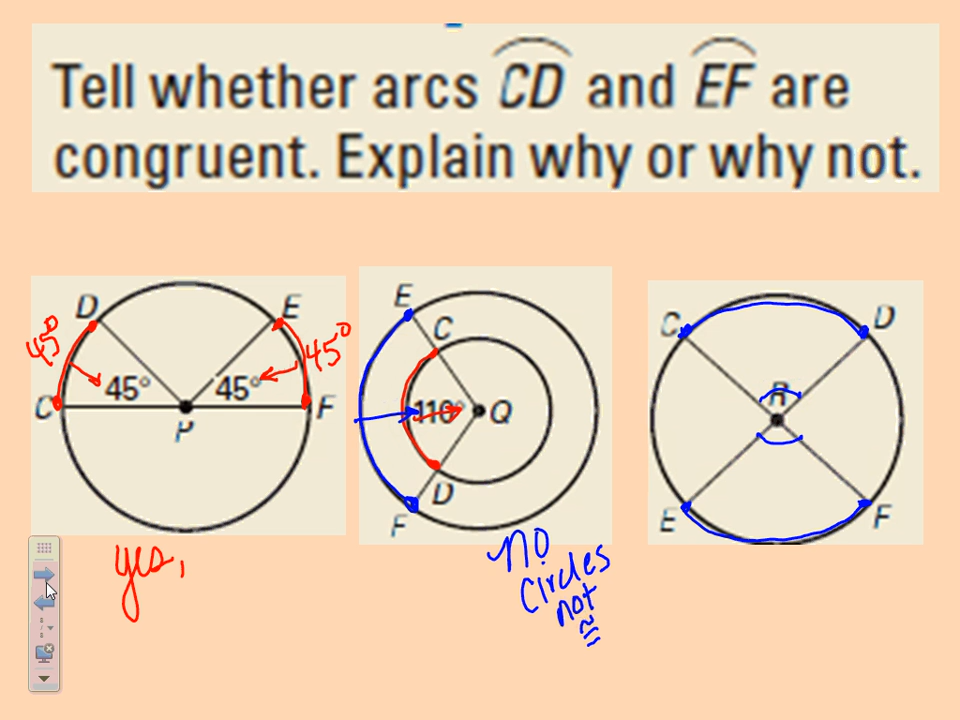 Tell whether arcs CD and EF are
congruent. Explain why or why not.
D
E
45°
45°
45°
45°
C
F
P
yes,
E
C
110°
Q
D
F
no
circles
not
≅
C
D
R
E
F